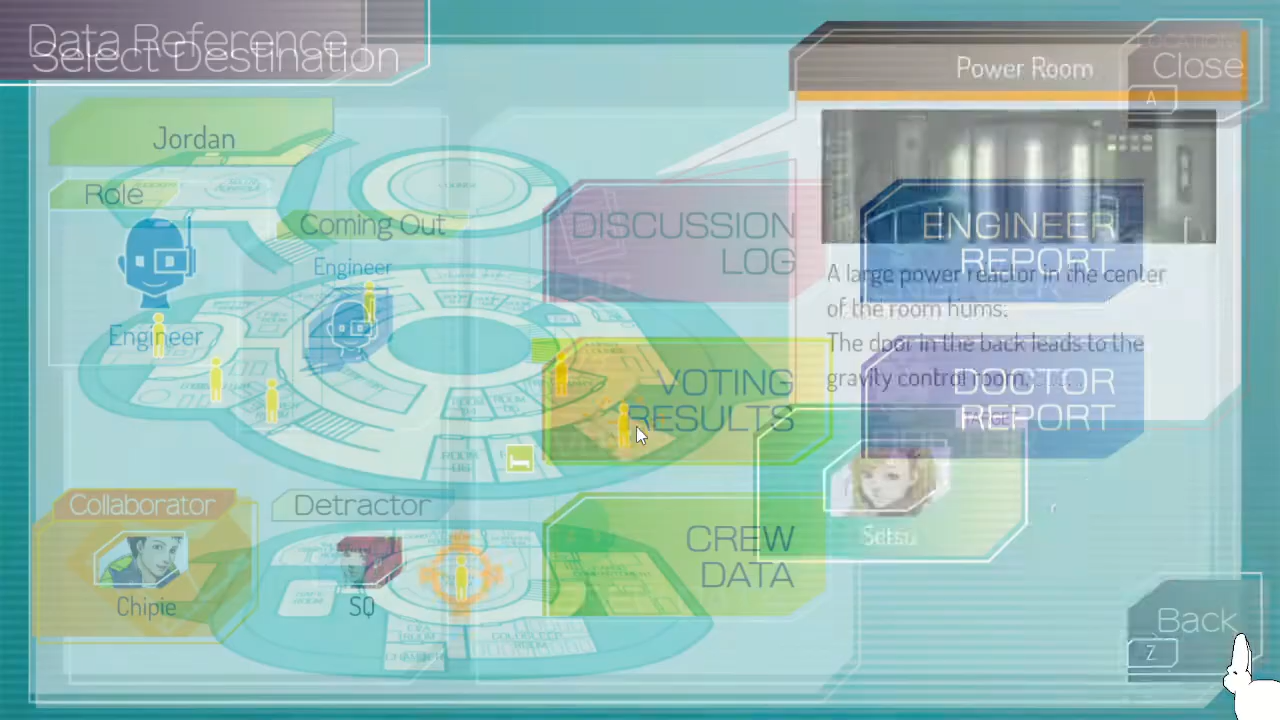 Data Reference
Select Destination
Power Room
LOCATION
Close
A
Jordan
Role
Coming Out
Engineer
Engineer
DISCUSSION
LOG
ENGINEER
REPORT
A large power reactor in the center
of the room hums.
The door in the back leads to the
gravity control room.
VOTING
RESULTS
DOCTOR
REPORT
TARGET
Setsu
Collaborator
Detractor
Chipie
SQ
CREW
DATA
Back
Z